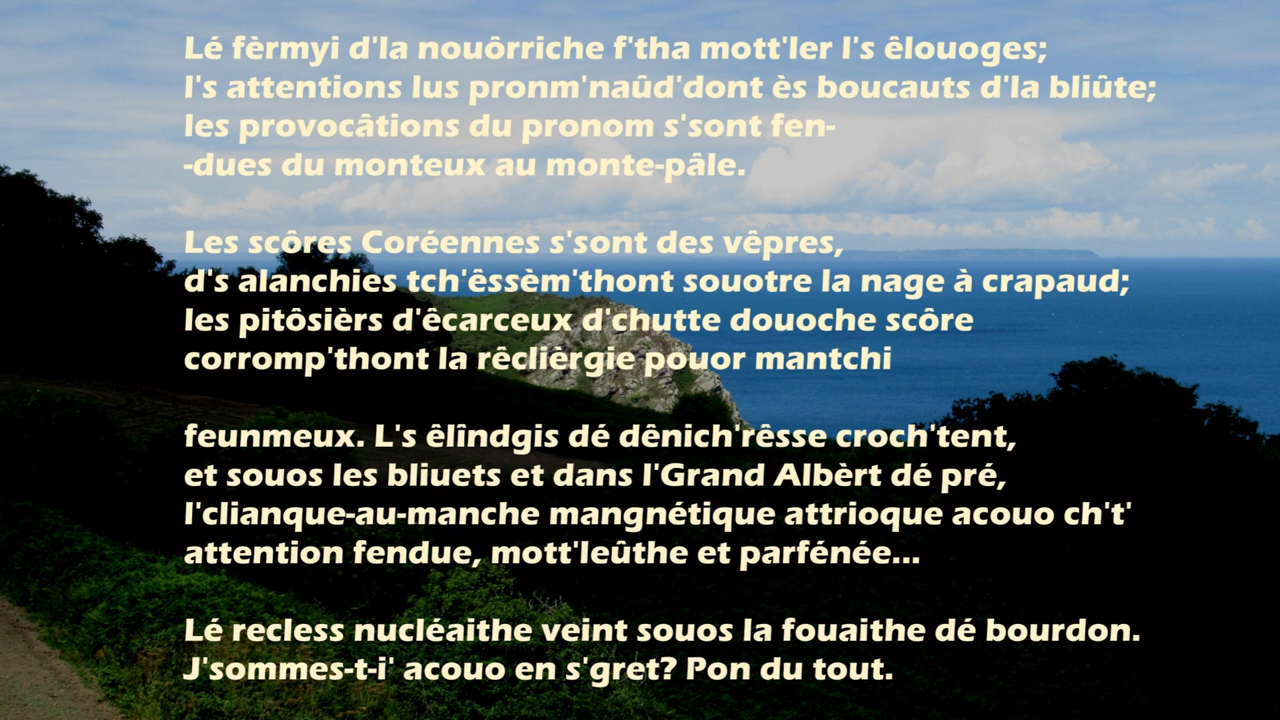 Lé fèrmyi d'la nouôrriche f'tha mott'ler l's êlouoges;
l's attentions lus pronm'naûd'dont ès boucauts d'la bliûte;
les provocâtions du pronom s'sont fen-
-dues du monteux au monte-pâle.
Les scôres Coréennes s'sont des vêpres,
d's alanchies tch'êssèm'thont souotre la nage à crapaud;
les pitôsièrs d'êcarceux d'chutte douoche scôre
corromp'thont la rêclièrgie pouor mantchi
feunmeux. L's êlîndgis dé dênich'rêsse croch'tent,
et souos les bliuets et dans l'Grand Albèrt dé pré,
l'clianque-au-manche mangnétique attrioque acouo ch't'
attention fendue, mott'leûthe et parfénée...
Lé recless nucléaithe veint souos la fouaithe dé bourdon.
J'sommes-t-i' acouo en s'gret? Pon du tout.